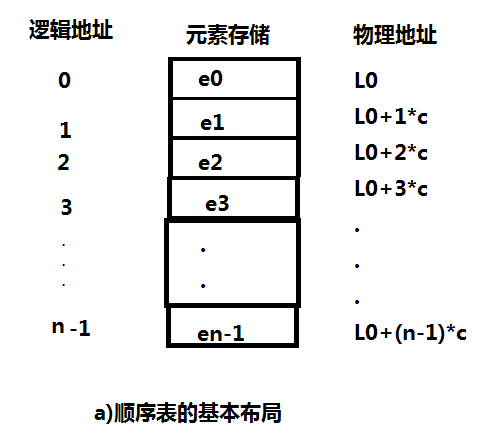 逻辑地址 元素存储 物理地址
0 e0 L0
1 e1 L0+1*c
2 e2 L0+2*c
3 e3 L0+3*c
. . .
. . .
. .
n-1 en-1 L0+(n-1)*c
a)顺序表的基本布局